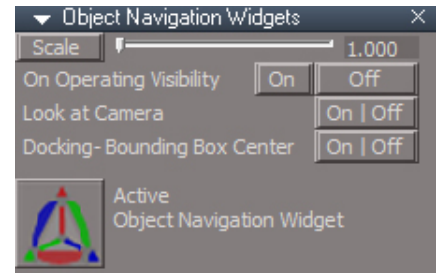 Object Navigation Widgets
Scale 1.000
On Operating Visibility On Off
Look at Camera On | Off
Docking- Bounding Box Center On | Off
Active
Object Navigation Widget